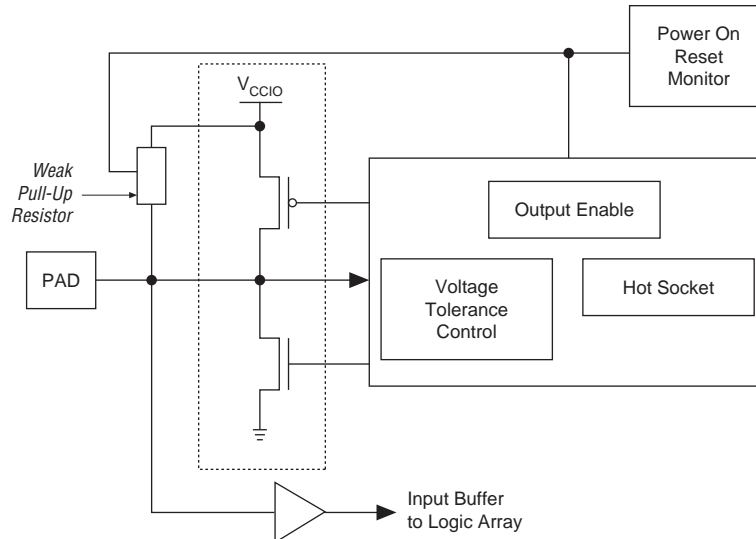 Power On
Reset
Monitor
V_CCIO
Weak
Pull-Up
Resistor
Output Enable
PAD
Voltage
Tolerance
Control
Hot Socket
Input Buffer
to Logic Array